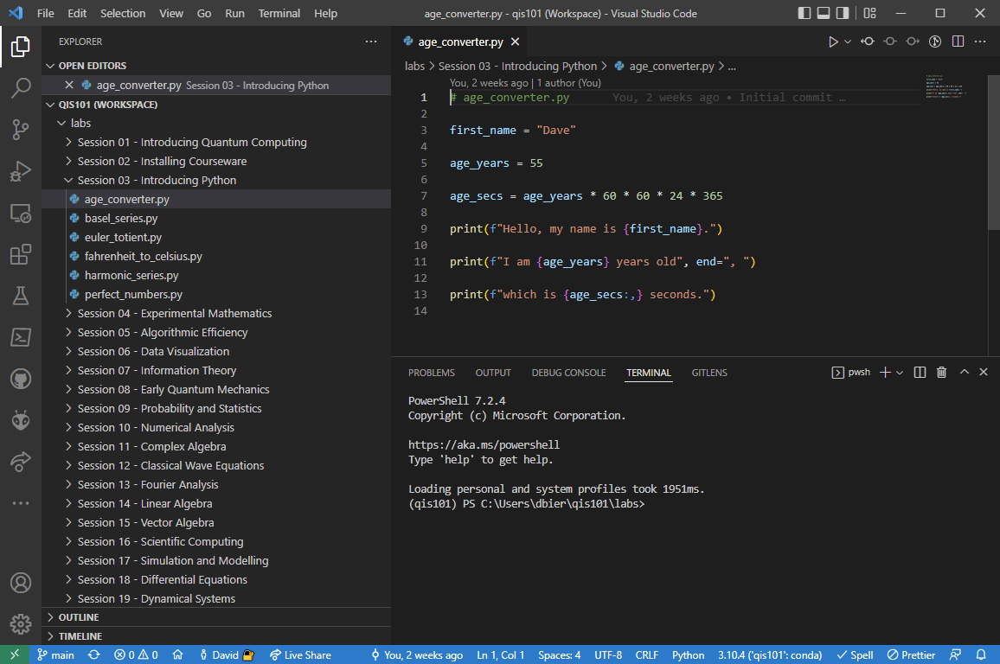 File Edit Selection View Go Run Terminal Help age_converter.py - qis101 (Workspace) - Visual Studio Code
EXPLORER
OPEN EDITORS
age_converter.py Session 03 - Introducing Python
QIS101 (WORKSPACE)
labs
Session 01 - Introducing Quantum Computing
Session 02 - Installing Courseware
Session 03 - Introducing Python
age_converter.py
basel_series.py
euler_totient.py
fahrenheit_to_celsius.py
harmonic_series.py
perfect_numbers.py
Session 04 - Experimental Mathematics
Session 05 - Algorithmic Efficiency
Session 06 - Data Visualization
Session 07 - Information Theory
Session 08 - Early Quantum Mechanics
Session 09 - Probability and Statistics
Session 10 - Numerical Analysis
Session 11 - Complex Algebra
Session 12 - Classical Wave Equations
Session 13 - Fourier Analysis
Session 14 - Linear Algebra
Session 15 - Vector Algebra
Session 16 - Scientific Computing
Session 17 - Simulation and Modelling
Session 18 - Differential Equations
Session 19 - Dynamical Systems
OUTLINE
TIMELINE
age_converter.py
labs > Session 03 - Introducing Python > age_converter.py > ...
You, 2 weeks ago | 1 author (You)
1 # age_converter.py You, 2 weeks ago • Initial commit …
2
3 first_name = "Dave"
4
5 age_years = 55
6
7 age_secs = age_years * 60 * 60 * 24 * 365
8
9 print(f"Hello, my name is {first_name}.")
10
11 print(f"I am {age_years} years old", end=", ")
12
13 print(f"which is {age_secs:,} seconds.")
14
PROBLEMS OUTPUT DEBUG CONSOLE TERMINAL GITLENS pwsh
PowerShell 7.2.4
Copyright (c) Microsoft Corporation.
https://aka.ms/powershell
Type 'help' to get help.
Loading personal and system profiles took 1951ms.
(qis101) PS C:\Users\dbier\qis101\labs>
main 0 0 David Live Share You, 2 weeks ago Ln 1, Col 1 Spaces: 4 UTF-8 CRLF Python 3.10.4 ('qis101': conda) Spell Prettier